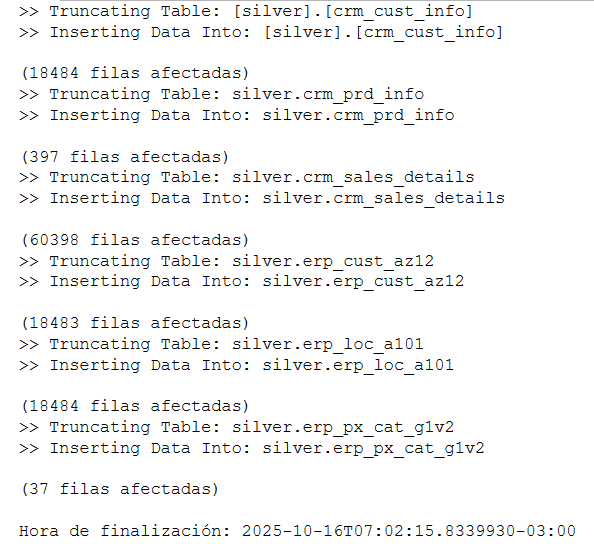 >> Truncating Table: [silver].[crm_cust_info]
>> Inserting Data Into: [silver].[crm_cust_info]
(18484 filas afectadas)
>> Truncating Table: silver.crm_prd_info
>> Inserting Data Into: silver.crm_prd_info
(397 filas afectadas)
>> Truncating Table: silver.crm_sales_details
>> Inserting Data Into: silver.crm_sales_details
(60398 filas afectadas)
>> Truncating Table: silver.erp_cust_az12
>> Inserting Data Into: silver.erp_cust_az12
(18483 filas afectadas)
>> Truncating Table: silver.erp_loc_a101
>> Inserting Data Into: silver.erp_loc_a101
(18484 filas afectadas)
>> Truncating Table: silver.erp_px_cat_g1v2
>> Inserting Data Into: silver.erp_px_cat_g1v2
(37 filas afectadas)
Hora de finalización: 2025-10-16T07:02:15.8339930-03:00